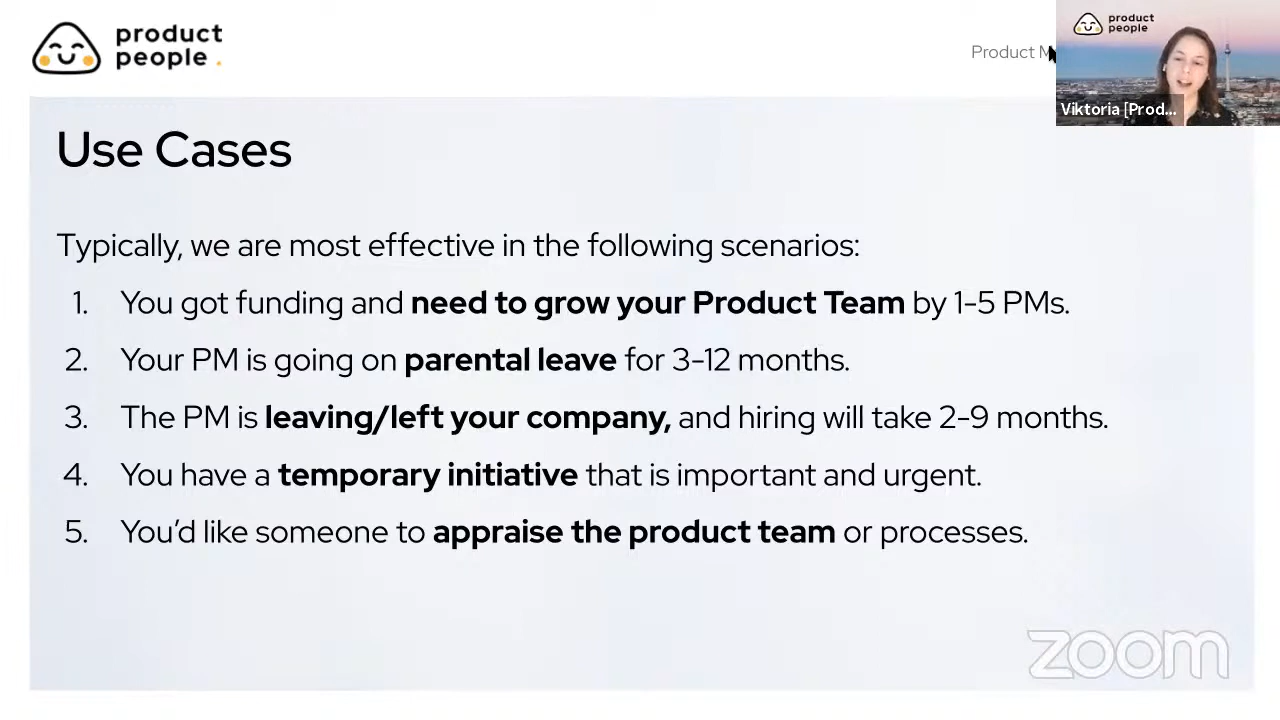 product
people.
Product M
product
people
Viktoria [Prod...
Use Cases
Typically, we are most effective in the following scenarios:
1. You got funding and need to grow your Product Team by 1-5 PMs.
2. Your PM is going on parental leave for 3-12 months.
3. The PM is leaving/left your company, and hiring will take 2-9 months.
4. You have a temporary initiative that is important and urgent.
5. You’d like someone to appraise the product team or processes.
zoom